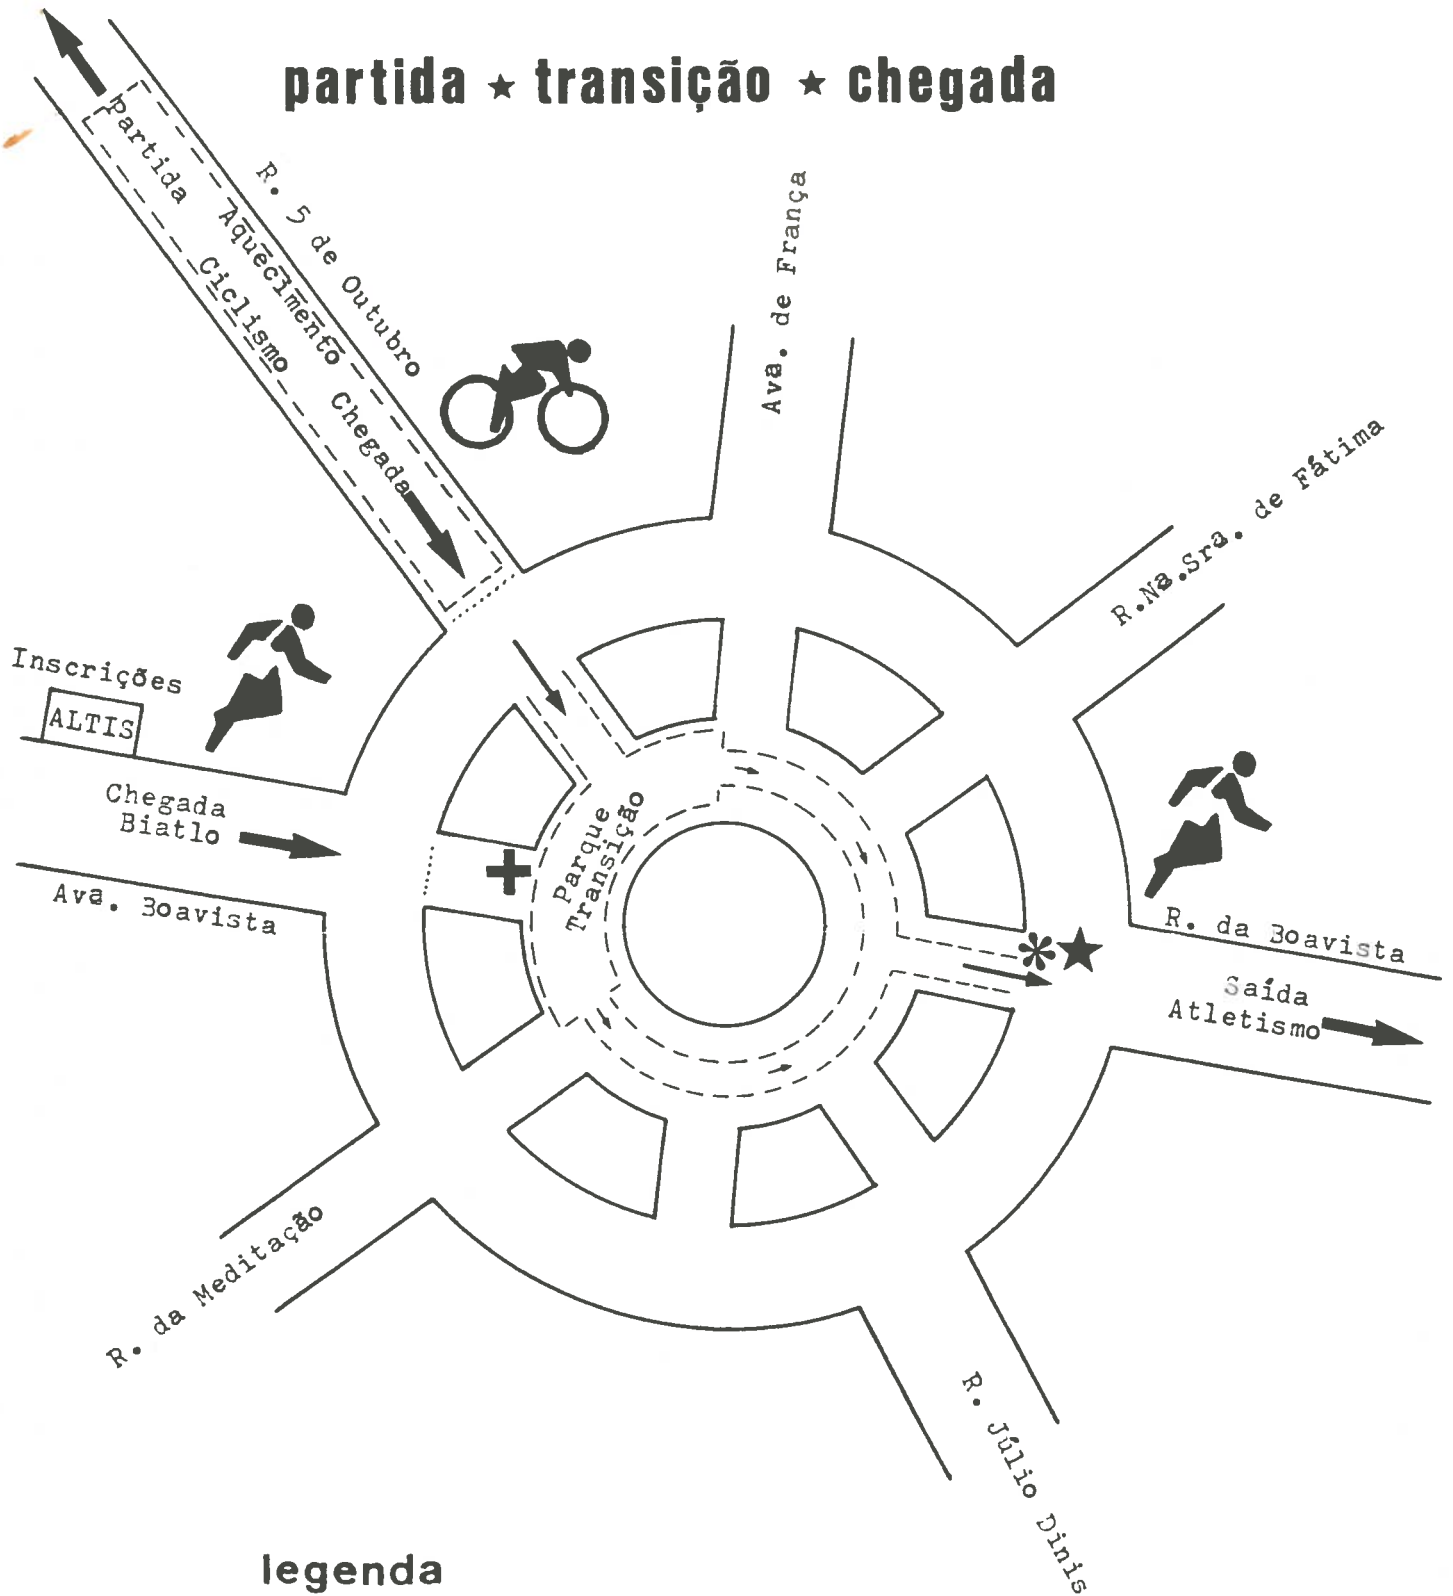 partida ★ transição ★ chegada
Partida
Aquecimento
Ciclismo
Chegada
R. 5 de Outubro
Ava. de França
R.Na.Sra. de Fátima
Inscrições
ALTIS
Chegada
Biatlo
Ava. Boavista
Parque
Transição
R. da Boavista
Saída
Atletismo
R. da Meditação
R. Júlio Dinis
legenda